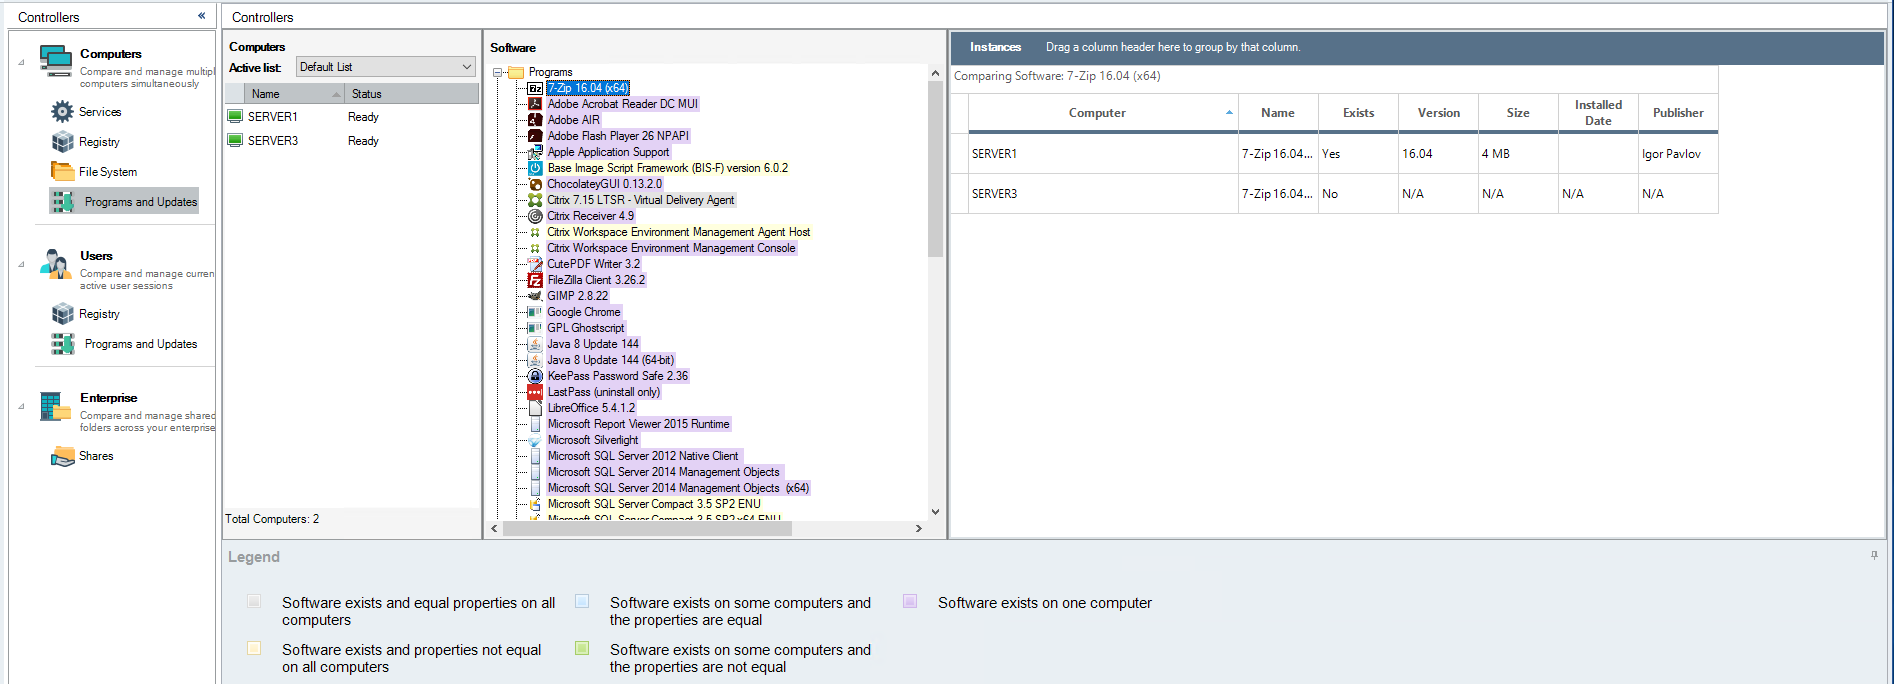 Controllers «
Computers
Compare and manage multipl
computers simultaneously
Services
Registry
File System
Programs and Updates
Users
Compare and manage curren
active user sessions
Registry
Programs and Updates
Enterprise
Compare and manage shared
folders across your enterprise
Shares
Controllers
Computers
Active list: Default List
Name Status
SERVER1 Ready
SERVER3 Ready
Total Computers: 2
Software
Programs
7-Zip 16.04 (x64)
Adobe Acrobat Reader DC MUI
Adobe AIR
Adobe Flash Player 26 NPAPI
Apple Application Support
Base Image Script Framework (BIS-F) version 6.0.2
ChocolateyGUI 0.13.2.0
Citrix 7.15 LTSR - Virtual Delivery Agent
Citrix Receiver 4.9
Citrix Workspace Environment Management Agent Host
Citrix Workspace Environment Management Console
CutePDF Writer 3.2
FileZilla Client 3.26.2
GIMP 2.8.22
Google Chrome
GPL Ghostscript
Java 8 Update 144
Java 8 Update 144 (64-bit)
KeePass Password Safe 2.36
LastPass (uninstall only)
LibreOffice 5.4.1.2
Microsoft Report Viewer 2015 Runtime
Microsoft Silverlight
Microsoft SQL Server 2012 Native Client
Microsoft SQL Server 2014 Management Objects
Microsoft SQL Server 2014 Management Objects (x64)
Microsoft SQL Server Compact 3.5 SP2 ENU
Microsoft SQL Server Compact 3.5 SP2 x64 ENU
Instances Drag a column header here to group by that column.
Comparing Software: 7-Zip 16.04 (x64)
Computer Name Exists Version Size Installed Date Publisher
SERVER1 7-Zip 16.04... Yes 16.04 4 MB Igor Pavlov
SERVER3 7-Zip 16.04... No N/A N/A N/A N/A
Legend
Software exists and equal properties on all
computers
Software exists on some computers and
the properties are equal
Software exists on one computer
Software exists and properties not equal
on all computers
Software exists on some computers and
the properties are not equal